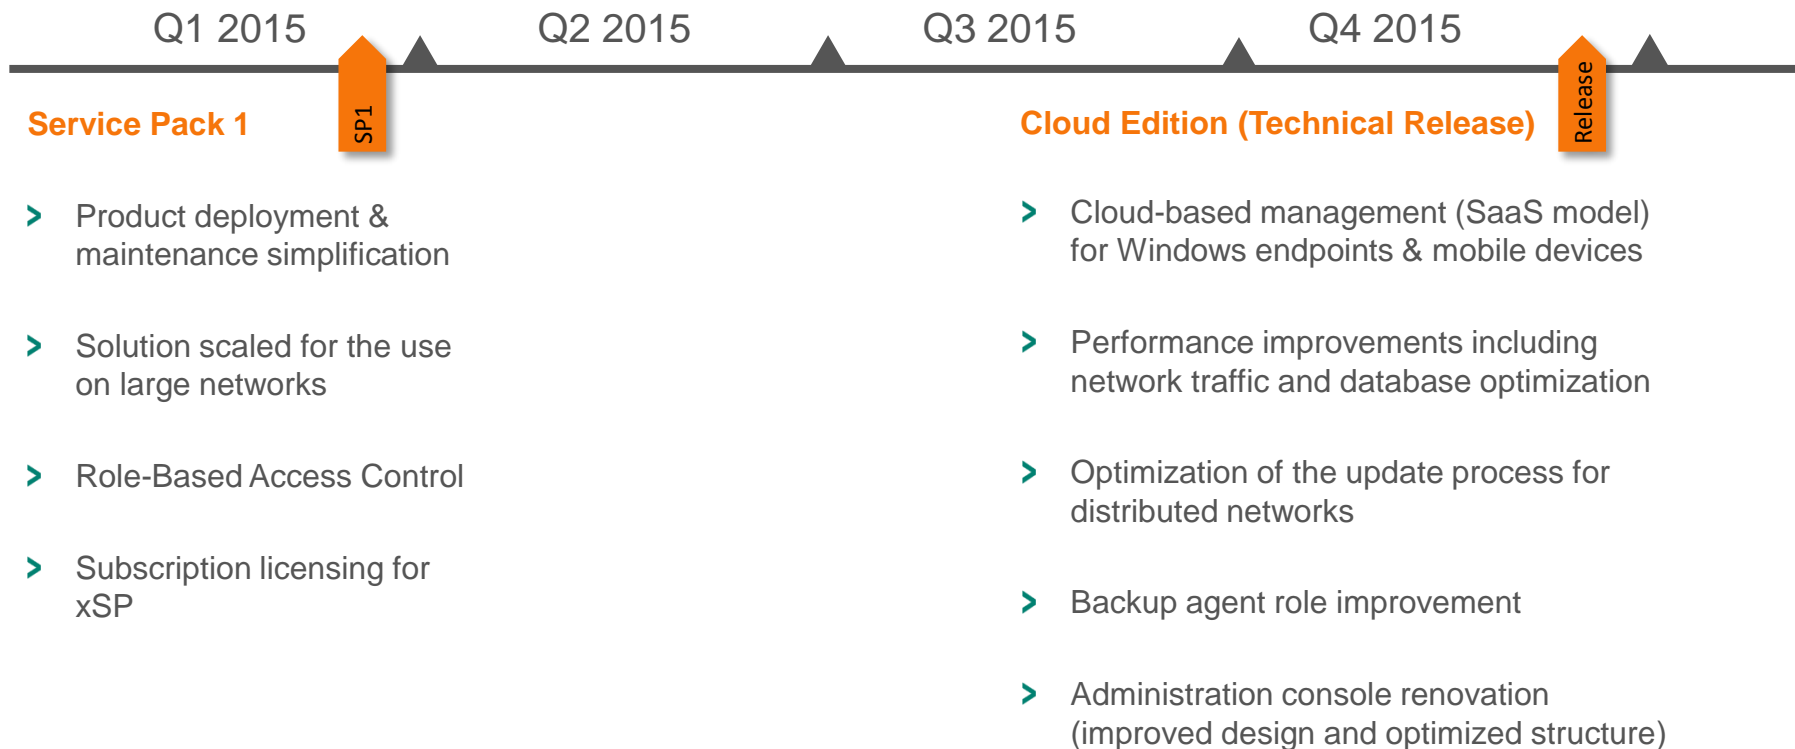 Q1 2015
Q2 2015
Q3 2015
Q4 2015
SP1
Release
Service Pack 1
Product deployment &
maintenance simplification
Solution scaled for the use
on large networks
Role-Based Access Control
Subscription licensing for
xSP
Cloud Edition (Technical Release)
Cloud-based management (SaaS model)
for Windows endpoints & mobile devices
Performance improvements including
network traffic and database optimization
Optimization of the update process for
distributed networks
Backup agent role improvement
Administration console renovation
(improved design and optimized structure)